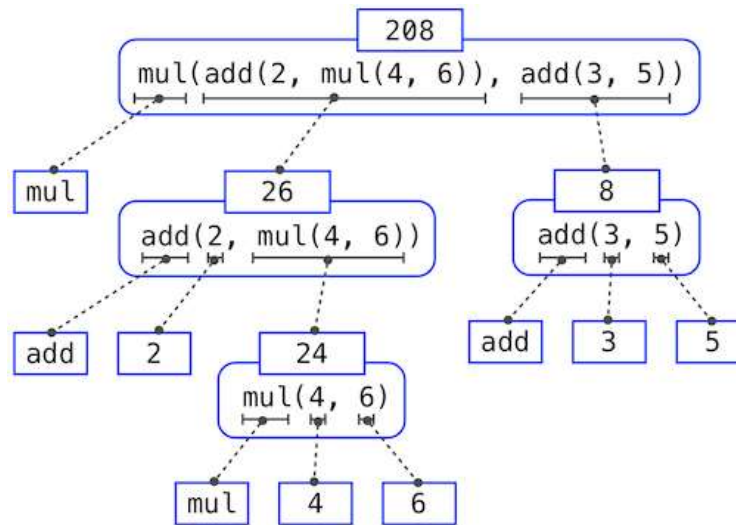 208
mul(add(2, mul(4, 6)), add(3, 5))
mul
26
8
add(2, mul(4, 6))
add(3, 5)
add
2
24
add
3
5
mul(4, 6)
mul
4
6